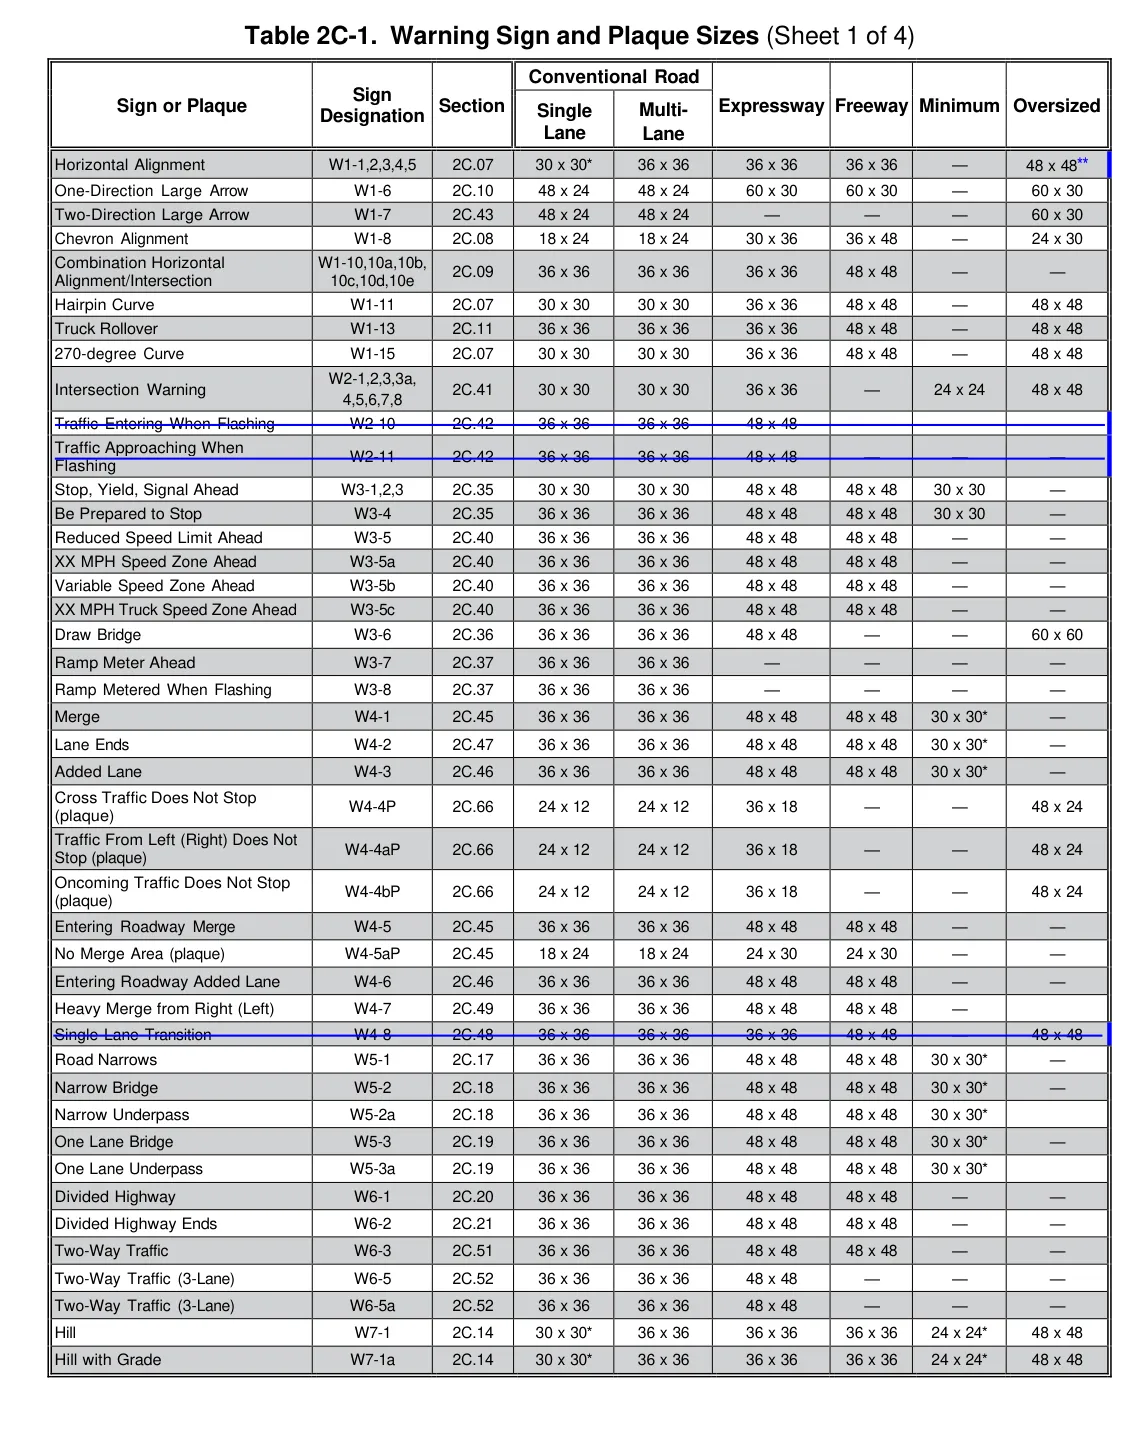 Table 2C-1. Warning Sign and Plaque Sizes (Sheet 1 of 4)
Sign or Plaque | Sign Designation | Section | Conventional Road Single Lane | Conventional Road Multi-Lane | Expressway | Freeway | Minimum | Oversized
Horizontal Alignment | W1-1,2,3,4,5 | 2C.07 | 30 x 30* | 36 x 36 | 36 x 36 | 36 x 36 | — | 48 x 48**
One-Direction Large Arrow | W1-6 | 2C.10 | 48 x 24 | 48 x 24 | 60 x 30 | 60 x 30 | — | 60 x 30
Two-Direction Large Arrow | W1-7 | 2C.43 | 48 x 24 | 48 x 24 | — | — | — | 60 x 30
Chevron Alignment | W1-8 | 2C.08 | 18 x 24 | 18 x 24 | 30 x 36 | 36 x 48 | — | 24 x 30
Combination Horizontal Alignment/Intersection | W1-10,10a,10b, 10c,10d,10e | 2C.09 | 36 x 36 | 36 x 36 | 36 x 36 | 48 x 48 | — | —
Hairpin Curve | W1-11 | 2C.07 | 30 x 30 | 30 x 30 | 36 x 36 | 48 x 48 | — | 48 x 48
Truck Rollover | W1-13 | 2C.11 | 36 x 36 | 36 x 36 | 36 x 36 | 48 x 48 | — | 48 x 48
270-degree Curve | W1-15 | 2C.07 | 30 x 30 | 30 x 30 | 36 x 36 | 48 x 48 | — | 48 x 48
Intersection Warning | W2-1,2,3,3a, 4,5,6,7,8 | 2C.41 | 30 x 30 | 30 x 30 | 36 x 36 | — | 24 x 24 | 48 x 48
Traffic Entering When Flashing | W2-10 | 2C.42 | 36 x 36 | 36 x 36 | 48 x 48
Traffic Approaching When Flashing | W2-11 | 2C.42 | 36 x 36 | 36 x 36 | 48 x 48 | — | — | —
Stop, Yield, Signal Ahead | W3-1,2,3 | 2C.35 | 30 x 30 | 30 x 30 | 48 x 48 | 48 x 48 | 30 x 30 | —
Be Prepared to Stop | W3-4 | 2C.35 | 36 x 36 | 36 x 36 | 48 x 48 | 48 x 48 | 30 x 30 | —
Reduced Speed Limit Ahead | W3-5 | 2C.40 | 36 x 36 | 36 x 36 | 48 x 48 | 48 x 48 | — | —
XX MPH Speed Zone Ahead | W3-5a | 2C.40 | 36 x 36 | 36 x 36 | 48 x 48 | 48 x 48 | — | —
Variable Speed Zone Ahead | W3-5b | 2C.40 | 36 x 36 | 36 x 36 | 48 x 48 | 48 x 48 | — | —
XX MPH Truck Speed Zone Ahead | W3-5c | 2C.40 | 36 x 36 | 36 x 36 | 48 x 48 | 48 x 48 | — | —
Draw Bridge | W3-6 | 2C.36 | 36 x 36 | 36 x 36 | 48 x 48 | — | — | 60 x 60
Ramp Meter Ahead | W3-7 | 2C.37 | 36 x 36 | 36 x 36 | — | — | — | —
Ramp Metered When Flashing | W3-8 | 2C.37 | 36 x 36 | 36 x 36 | — | — | — | —
Merge | W4-1 | 2C.45 | 36 x 36 | 36 x 36 | 48 x 48 | 48 x 48 | 30 x 30* | —
Lane Ends | W4-2 | 2C.47 | 36 x 36 | 36 x 36 | 48 x 48 | 48 x 48 | 30 x 30* | —
Added Lane | W4-3 | 2C.46 | 36 x 36 | 36 x 36 | 48 x 48 | 48 x 48 | 30 x 30* | —
Cross Traffic Does Not Stop (plaque) | W4-4P | 2C.66 | 24 x 12 | 24 x 12 | 36 x 18 | — | — | 48 x 24
Traffic From Left (Right) Does Not Stop (plaque) | W4-4aP | 2C.66 | 24 x 12 | 24 x 12 | 36 x 18 | — | — | 48 x 24
Oncoming Traffic Does Not Stop (plaque) | W4-4bP | 2C.66 | 24 x 12 | 24 x 12 | 36 x 18 | — | — | 48 x 24
Entering Roadway Merge | W4-5 | 2C.45 | 36 x 36 | 36 x 36 | 48 x 48 | 48 x 48 | — | —
No Merge Area (plaque) | W4-5aP | 2C.45 | 18 x 24 | 18 x 24 | 24 x 30 | 24 x 30 | — | —
Entering Roadway Added Lane | W4-6 | 2C.46 | 36 x 36 | 36 x 36 | 48 x 48 | 48 x 48 | — | —
Heavy Merge from Right (Left) | W4-7 | 2C.49 | 36 x 36 | 36 x 36 | 48 x 48 | 48 x 48 | —
Single Lane Transition | W4-8 | 2C.48 | 36 x 36 | 36 x 36 | 36 x 36 | 48 x 48 | | 48 x 48
Road Narrows | W5-1 | 2C.17 | 36 x 36 | 36 x 36 | 48 x 48 | 48 x 48 | 30 x 30* | —
Narrow Bridge | W5-2 | 2C.18 | 36 x 36 | 36 x 36 | 48 x 48 | 48 x 48 | 30 x 30* | —
Narrow Underpass | W5-2a | 2C.18 | 36 x 36 | 36 x 36 | 48 x 48 | 48 x 48 | 30 x 30*
One Lane Bridge | W5-3 | 2C.19 | 36 x 36 | 36 x 36 | 48 x 48 | 48 x 48 | 30 x 30* | —
One Lane Underpass | W5-3a | 2C.19 | 36 x 36 | 36 x 36 | 48 x 48 | 48 x 48 | 30 x 30*
Divided Highway | W6-1 | 2C.20 | 36 x 36 | 36 x 36 | 48 x 48 | 48 x 48 | — | —
Divided Highway Ends | W6-2 | 2C.21 | 36 x 36 | 36 x 36 | 48 x 48 | 48 x 48 | — | —
Two-Way Traffic | W6-3 | 2C.51 | 36 x 36 | 36 x 36 | 48 x 48 | 48 x 48 | — | —
Two-Way Traffic (3-Lane) | W6-5 | 2C.52 | 36 x 36 | 36 x 36 | 48 x 48 | — | — | —
Two-Way Traffic (3-Lane) | W6-5a | 2C.52 | 36 x 36 | 36 x 36 | 48 x 48 | — | — | —
Hill | W7-1 | 2C.14 | 30 x 30* | 36 x 36 | 36 x 36 | 36 x 36 | 24 x 24* | 48 x 48
Hill with Grade | W7-1a | 2C.14 | 30 x 30* | 36 x 36 | 36 x 36 | 36 x 36 | 24 x 24* | 48 x 48